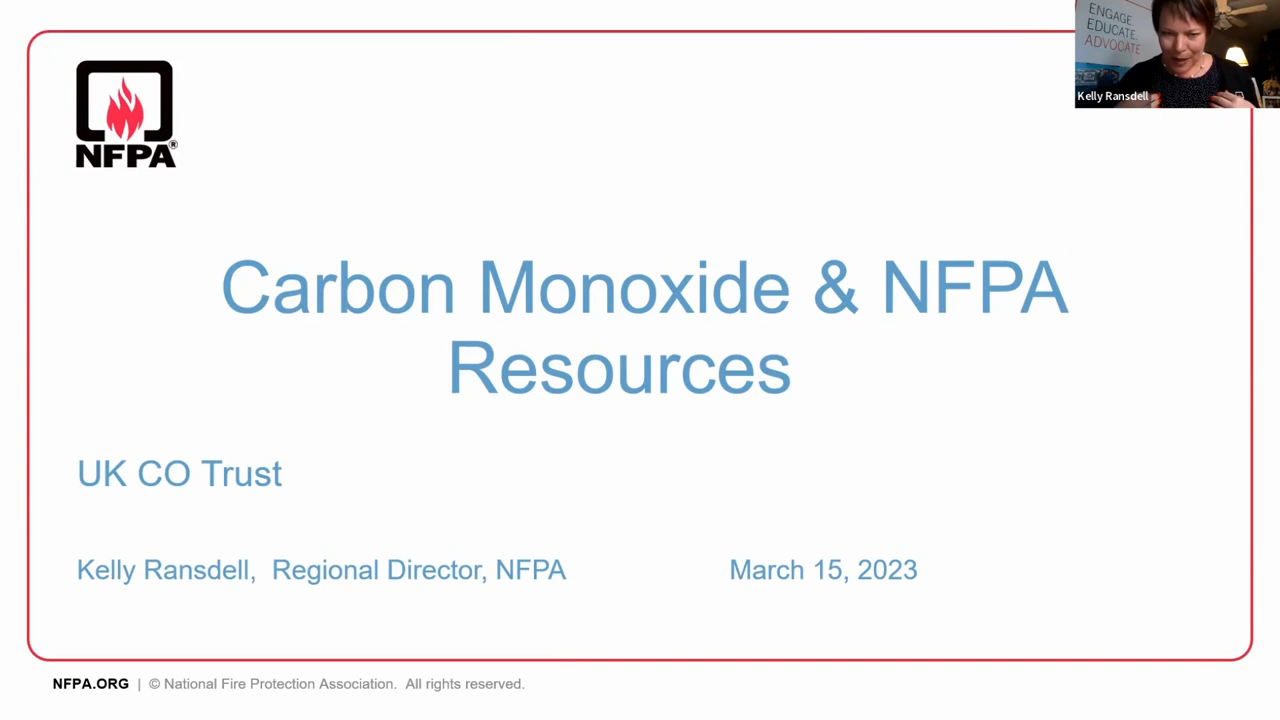 ENGAGE.
EDUCATE.
ADVOCATE
Kelly Ransdell
NFPA®
Carbon Monoxide & NFPA
Resources
UK CO Trust
Kelly Ransdell, Regional Director, NFPA March 15, 2023
NFPA.ORG | © National Fire Protection Association. All rights reserved.